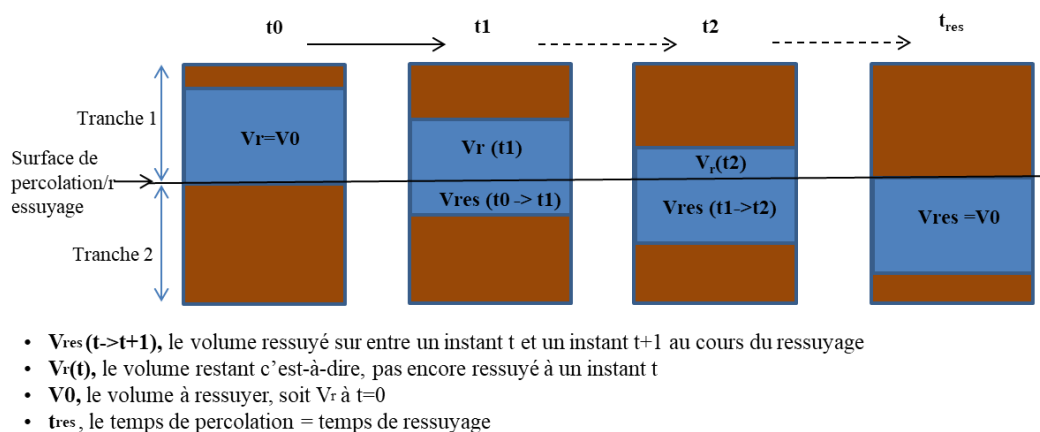 t0 t1 t2 tres
Tranche 1
Vr=V0
Vr (t1)
Vr(t2)
Surface de
percolation/r
essuyage
Vres (t0 -> t1)
Vres (t1->t2)
Vres =V0
Tranche 2
• Vres (t->t+1), le volume ressuyé sur entre un instant t et un instant t+1 au cours du ressuyage
• Vr(t), le volume restant c’est-à-dire, pas encore ressuyé à un instant t
• V0, le volume à ressuyer, soit Vr à t=0
• tres , le temps de percolation = temps de ressuyage